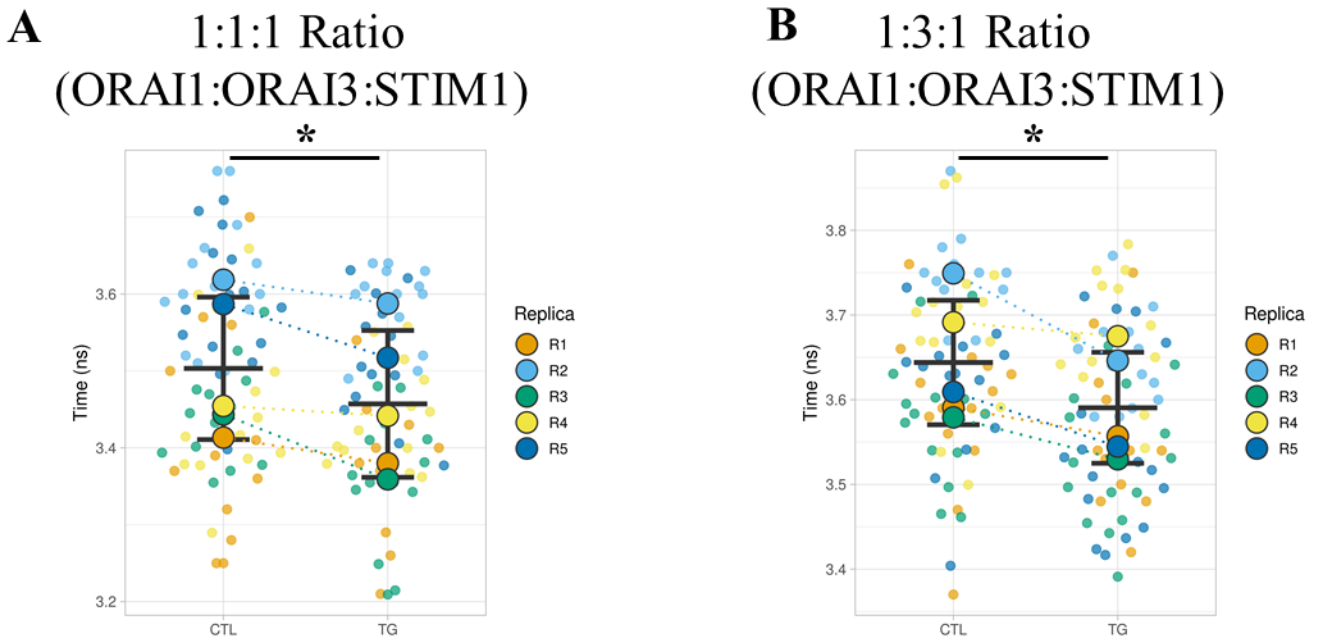 A
1:1:1 Ratio
(ORAI1:ORAI3:STIM1)
*
Time (ns)
3.6
3.4
3.2
CTL
TG
Replica
R1
R2
R3
R4
R5
B
1:3:1 Ratio
(ORAI1:ORAI3:STIM1)
*
Time (ns)
3.8
3.7
3.6
3.5
3.4
CTL
TG
Replica
R1
R2
R3
R4
R5